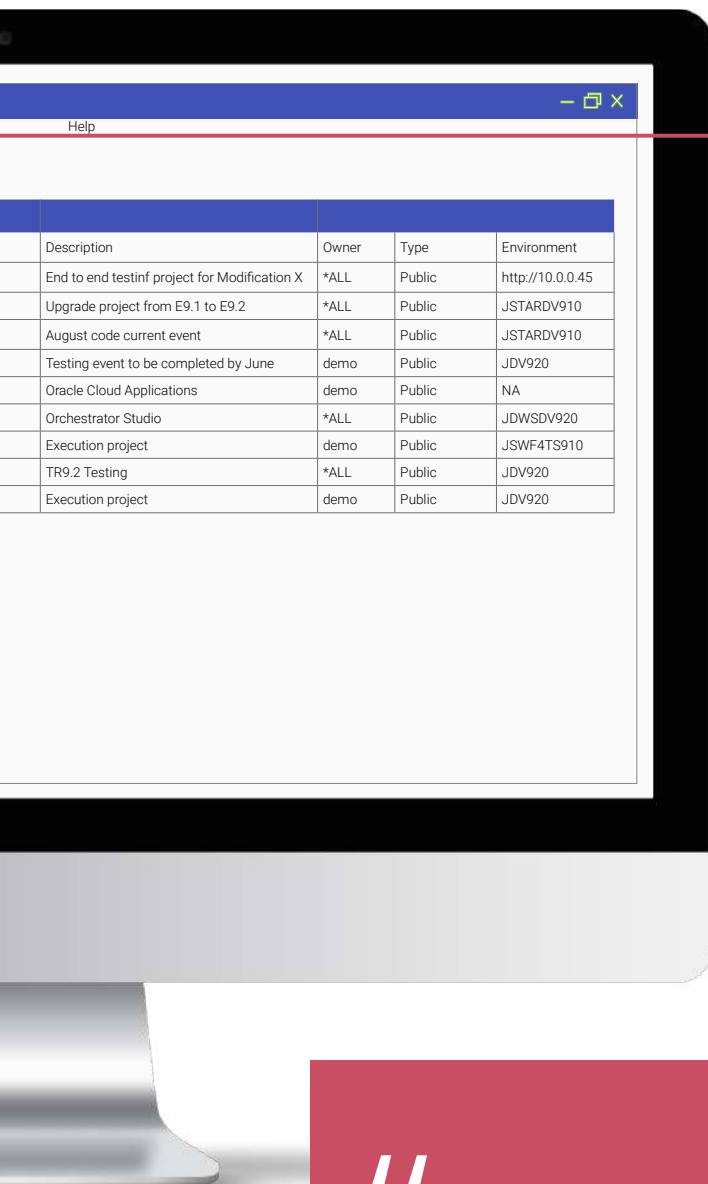 Help
Description Owner Type Environment
End to end testinf project for Modification X *ALL Public http://10.0.0.45
Upgrade project from E9.1 to E9.2 *ALL Public JSTARDV910
August code current event *ALL Public JSTARDV910
Testing event to be completed by June demo Public JDV920
Oracle Cloud Applications demo Public NA
Orchestrator Studio *ALL Public JDWSDV920
Execution project demo Public JSWF4TS910
TR9.2 Testing *ALL Public JDV920
Execution project demo Public JDV920